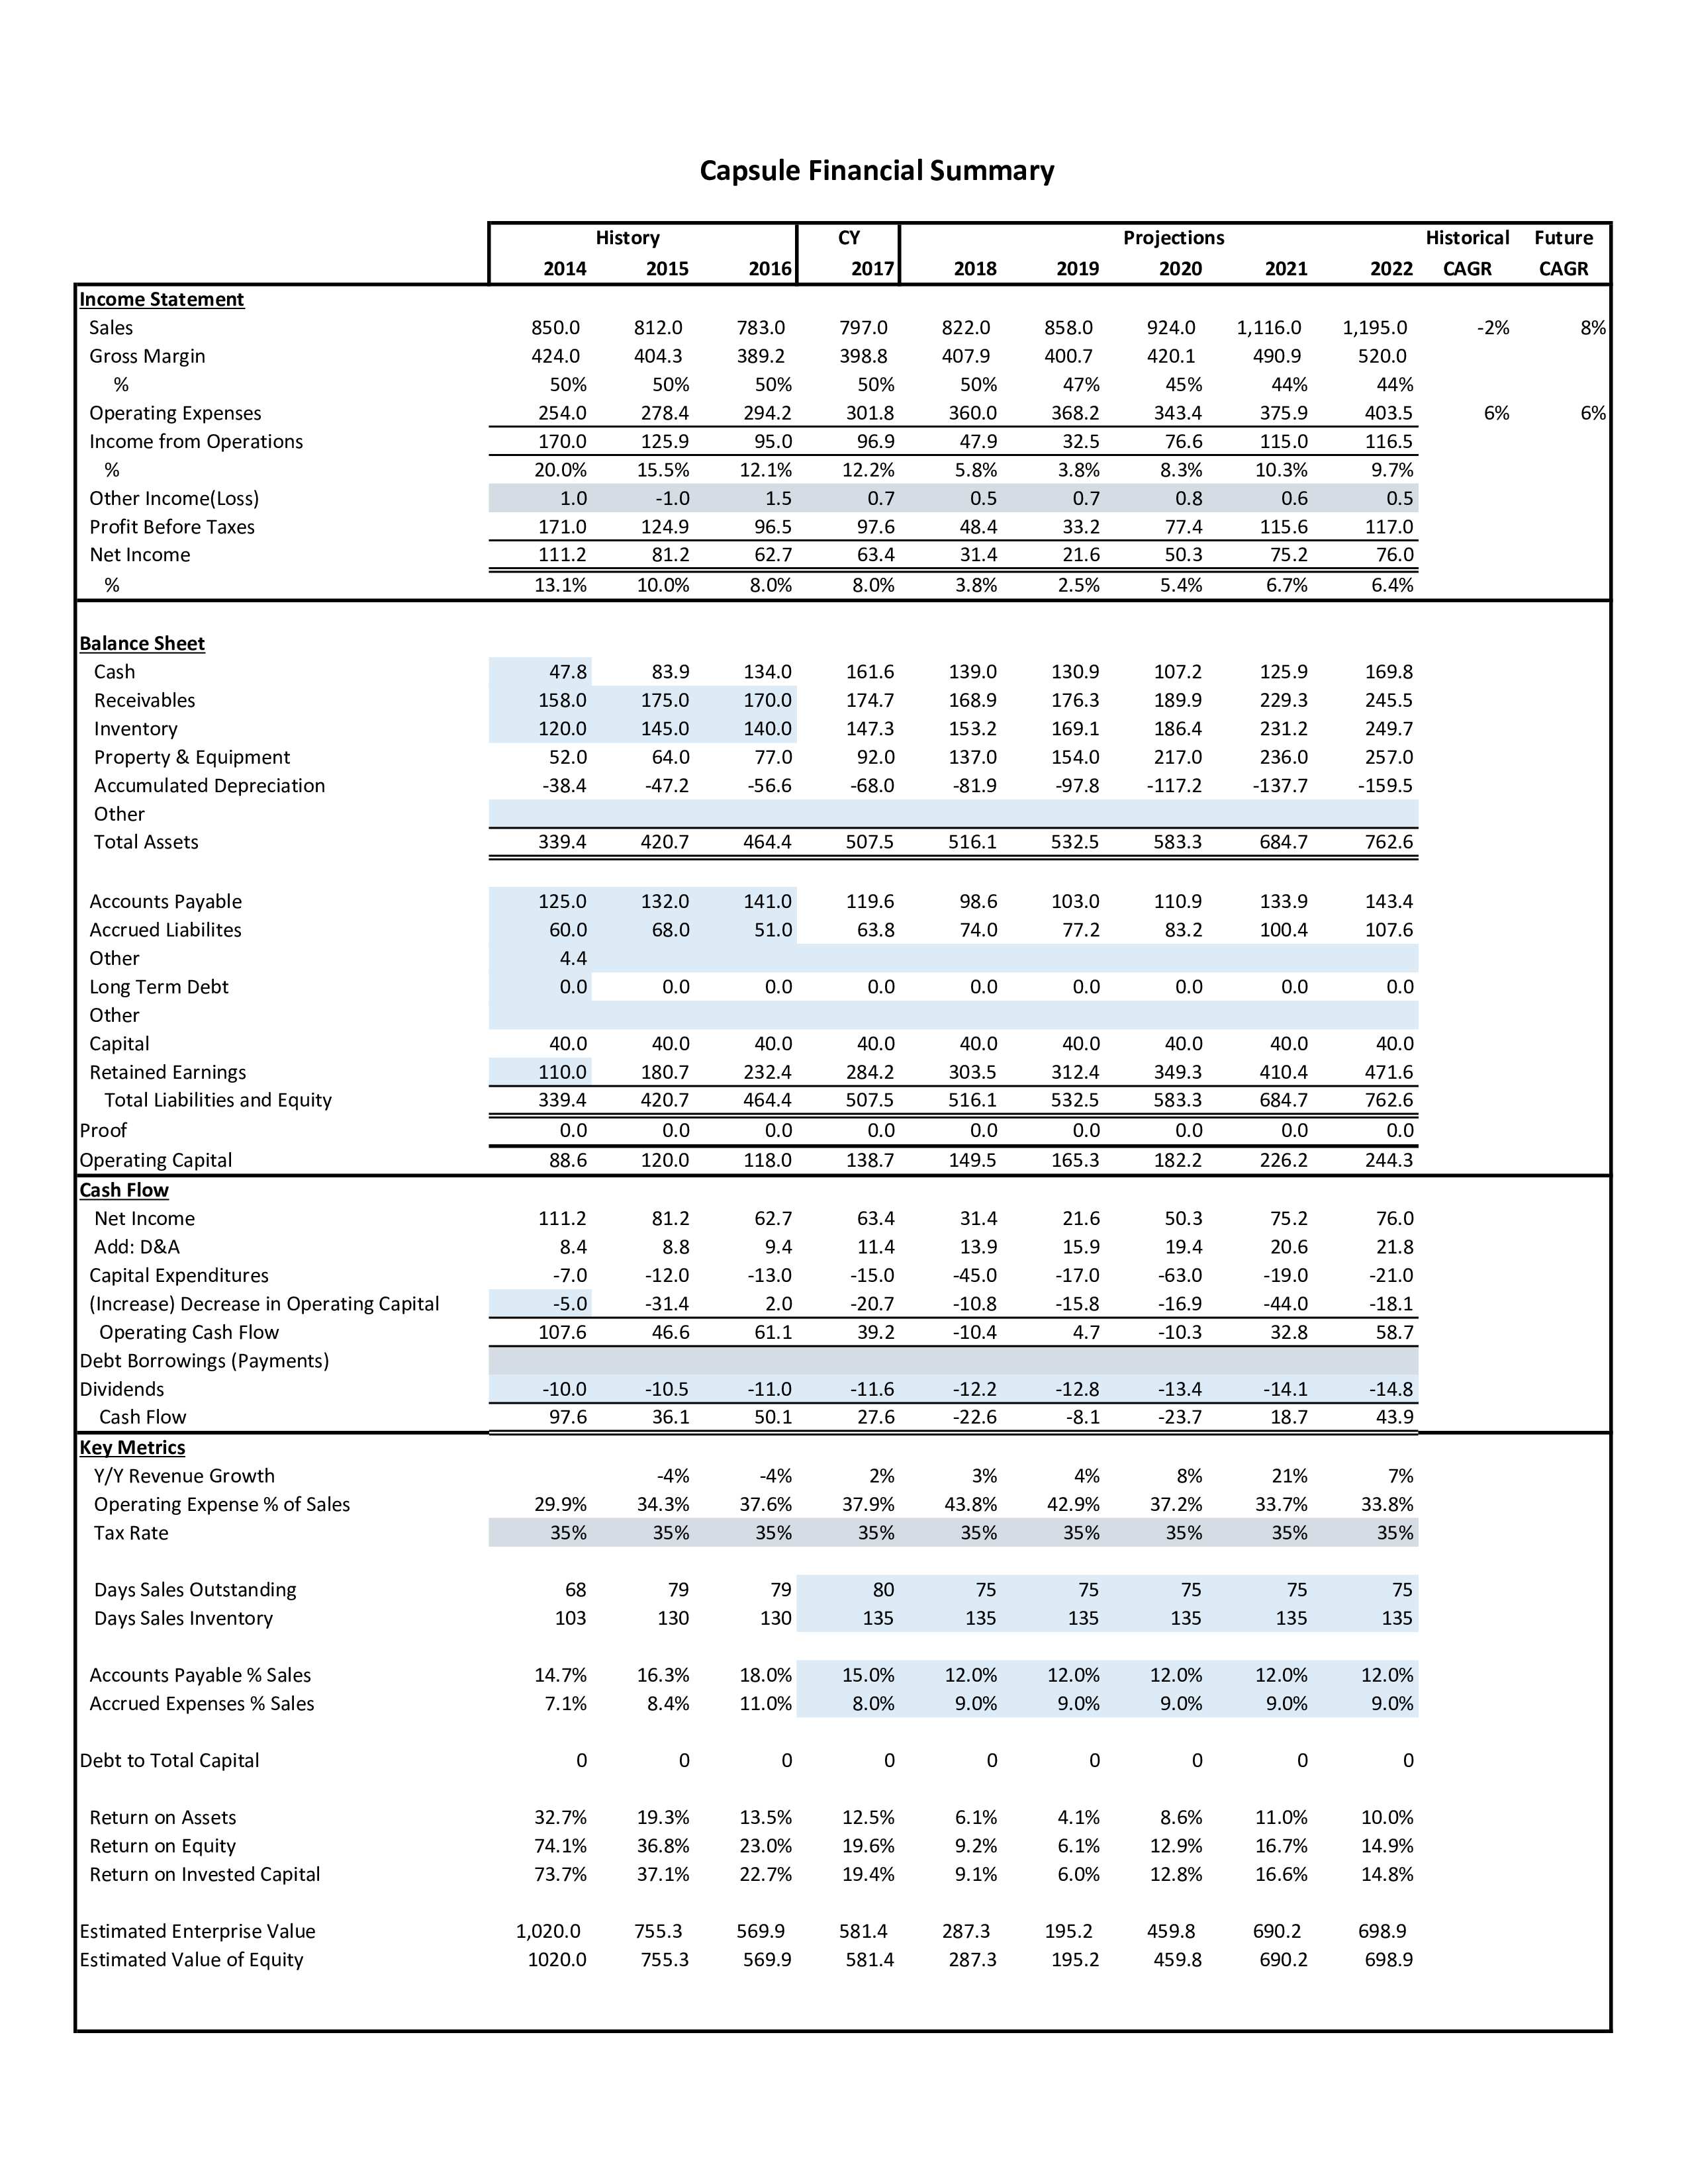 Capsule Financial Summary
History CY Projections Historical Future
2014 2015 2016 2017 2018 2019 2020 2021 2022 CAGR CAGR
Income Statement
Sales 850.0 812.0 783.0 797.0 822.0 858.0 924.0 1,116.0 1,195.0 -2% 8%
Gross Margin 424.0 404.3 389.2 398.8 407.9 400.7 420.1 490.9 520.0
% 50% 50% 50% 50% 50% 47% 45% 44% 44%
Operating Expenses 254.0 278.4 294.2 301.8 360.0 368.2 343.4 375.9 403.5 6% 6%
Income from Operations 170.0 125.9 95.0 96.9 47.9 32.5 76.6 115.0 116.5
% 20.0% 15.5% 12.1% 12.2% 5.8% 3.8% 8.3% 10.3% 9.7%
Other Income(Loss) 1.0 -1.0 1.5 0.7 0.5 0.7 0.8 0.6 0.5
Profit Before Taxes 171.0 124.9 96.5 97.6 48.4 33.2 77.4 115.6 117.0
Net Income 111.2 81.2 62.7 63.4 31.4 21.6 50.3 75.2 76.0
% 13.1% 10.0% 8.0% 8.0% 3.8% 2.5% 5.4% 6.7% 6.4%
Balance Sheet
Cash 47.8 83.9 134.0 161.6 139.0 130.9 107.2 125.9 169.8
Receivables 158.0 175.0 170.0 174.7 168.9 176.3 189.9 229.3 245.5
Inventory 120.0 145.0 140.0 147.3 153.2 169.1 186.4 231.2 249.7
Property & Equipment 52.0 64.0 77.0 92.0 137.0 154.0 217.0 236.0 257.0
Accumulated Depreciation -38.4 -47.2 -56.6 -68.0 -81.9 -97.8 -117.2 -137.7 -159.5
Other
Total Assets 339.4 420.7 464.4 507.5 516.1 532.5 583.3 684.7 762.6
Accounts Payable 125.0 132.0 141.0 119.6 98.6 103.0 110.9 133.9 143.4
Accrued Liabilites 60.0 68.0 51.0 63.8 74.0 77.2 83.2 100.4 107.6
Other 4.4
Long Term Debt 0.0 0.0 0.0 0.0 0.0 0.0 0.0 0.0 0.0
Other
Capital 40.0 40.0 40.0 40.0 40.0 40.0 40.0 40.0 40.0
Retained Earnings 110.0 180.7 232.4 284.2 303.5 312.4 349.3 410.4 471.6
Total Liabilities and Equity 339.4 420.7 464.4 507.5 516.1 532.5 583.3 684.7 762.6
Proof 0.0 0.0 0.0 0.0 0.0 0.0 0.0 0.0 0.0
Operating Capital 88.6 120.0 118.0 138.7 149.5 165.3 182.2 226.2 244.3
Cash Flow
Net Income 111.2 81.2 62.7 63.4 31.4 21.6 50.3 75.2 76.0
Add: D&A 8.4 8.8 9.4 11.4 13.9 15.9 19.4 20.6 21.8
Capital Expenditures -7.0 -12.0 -13.0 -15.0 -45.0 -17.0 -63.0 -19.0 -21.0
(Increase) Decrease in Operating Capital -5.0 -31.4 2.0 -20.7 -10.8 -15.8 -16.9 -44.0 -18.1
Operating Cash Flow 107.6 46.6 61.1 39.2 -10.4 4.7 -10.3 32.8 58.7
Debt Borrowings (Payments)
Dividends -10.0 -10.5 -11.0 -11.6 -12.2 -12.8 -13.4 -14.1 -14.8
Cash Flow 97.6 36.1 50.1 27.6 -22.6 -8.1 -23.7 18.7 43.9
Key Metrics
Y/Y Revenue Growth -4% -4% 2% 3% 4% 8% 21% 7%
Operating Expense % of Sales 29.9% 34.3% 37.6% 37.9% 43.8% 42.9% 37.2% 33.7% 33.8%
Tax Rate 35% 35% 35% 35% 35% 35% 35% 35% 35%
Days Sales Outstanding 68 79 79 80 75 75 75 75 75
Days Sales Inventory 103 130 130 135 135 135 135 135 135
Accounts Payable % Sales 14.7% 16.3% 18.0% 15.0% 12.0% 12.0% 12.0% 12.0% 12.0%
Accrued Expenses % Sales 7.1% 8.4% 11.0% 8.0% 9.0% 9.0% 9.0% 9.0% 9.0%
Debt to Total Capital 0 0 0 0 0 0 0 0 0
Return on Assets 32.7% 19.3% 13.5% 12.5% 6.1% 4.1% 8.6% 11.0% 10.0%
Return on Equity 74.1% 36.8% 23.0% 19.6% 9.2% 6.1% 12.9% 16.7% 14.9%
Return on Invested Capital 73.7% 37.1% 22.7% 19.4% 9.1% 6.0% 12.8% 16.6% 14.8%
Estimated Enterprise Value 1,020.0 755.3 569.9 581.4 287.3 195.2 459.8 690.2 698.9
Estimated Value of Equity 1020.0 755.3 569.9 581.4 287.3 195.2 459.8 690.2 698.9